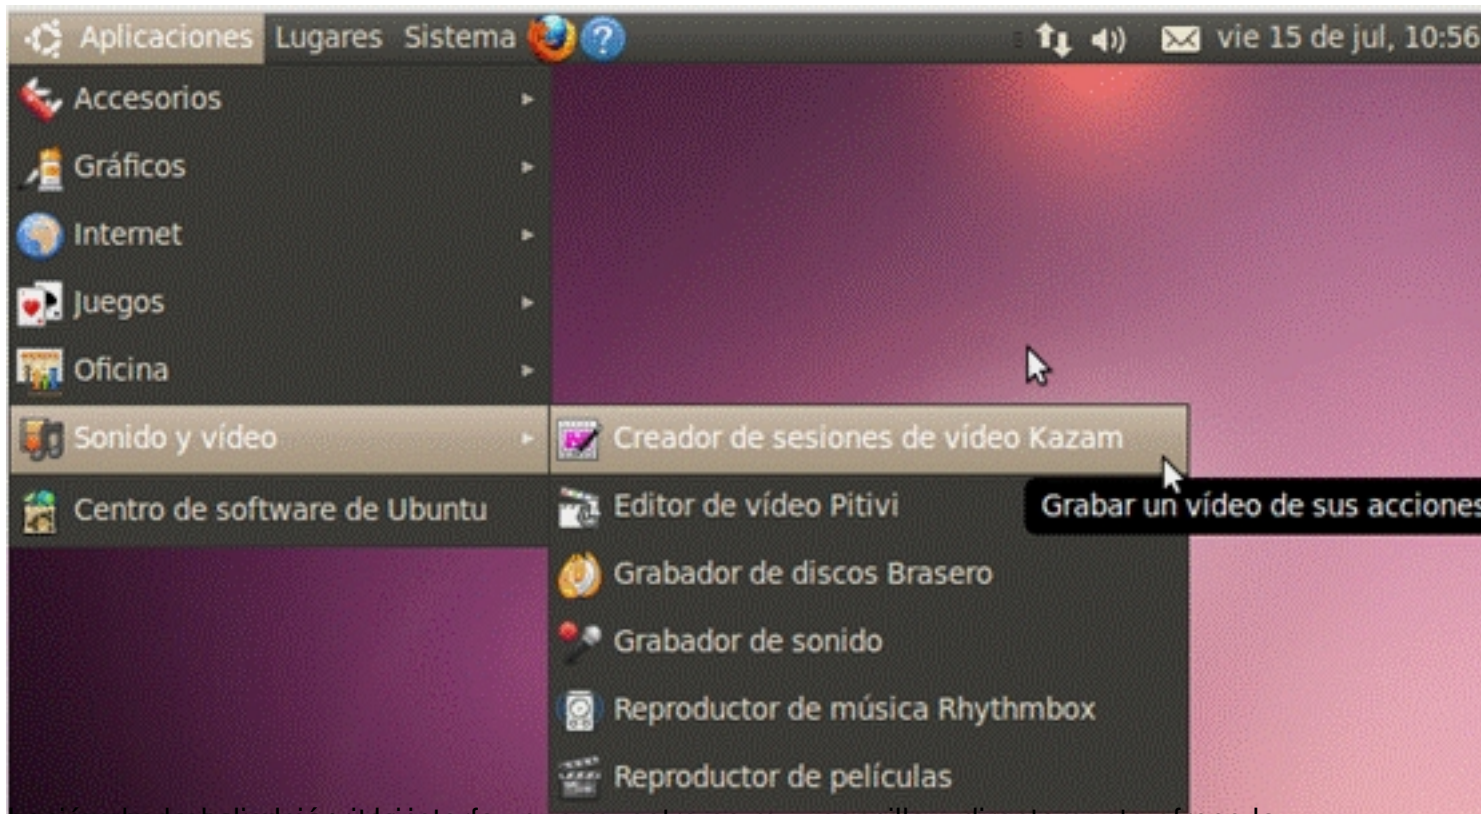 Aplicaciones Lugares Sistema vie 15 de jul, 10:56
Accesorios
Gráficos
Internet
Juegos
Oficina
Sonido y vídeo
Centro de software de Ubuntu
Creador de sesiones de vídeo Kazam
Grabar un vídeo de sus acciones
Editor de vídeo Pitivi
Grabador de discos Brasero
Grabador de sonido
Reproductor de música Rhythmbox
Reproductor de películas